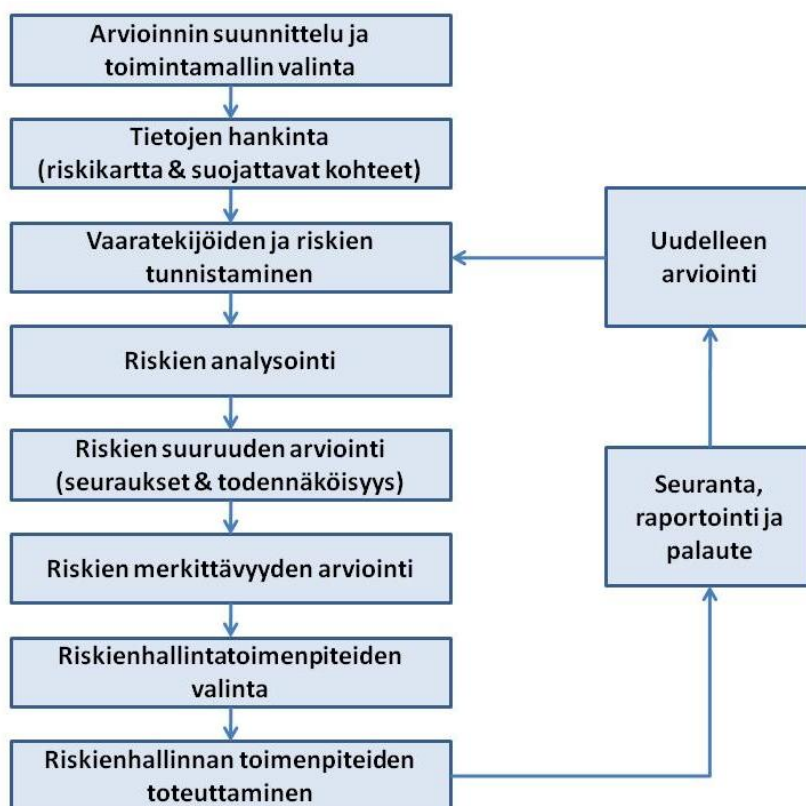 Arvioinnin suunnittelu ja
toimintamallin valinta
Tietojen hankinta
(riskikartta & suojattavat kohteet)
Vaaratekijöiden ja riskien
tunnistaminen
Riskien analysointi
Riskien suuruuden arviointi
(seuraukset & todennäköisyys)
Riskien merkittävyyden arviointi
Riskienhallintatoimenpiteiden
valinta
Riskienhallinnan toimenpiteiden
toteuttaminen
Seuranta,
raportointi ja
palaute
Uudelleen
arviointi